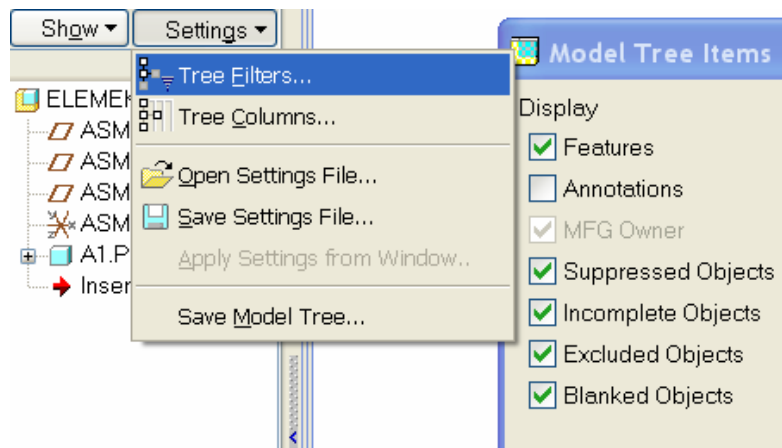 Show Settings
Tree Filters...
Tree Columns...
Open Settings File...
Save Settings File...
Apply Settings from Window..
Save Model Tree...
ELEMEK
ASM
ASM
ASM
ASM
A1.P
Inser
Model Tree Items
Display
Features
Annotations
MFG Owner
Suppressed Objects
Incomplete Objects
Excluded Objects
Blanked Objects